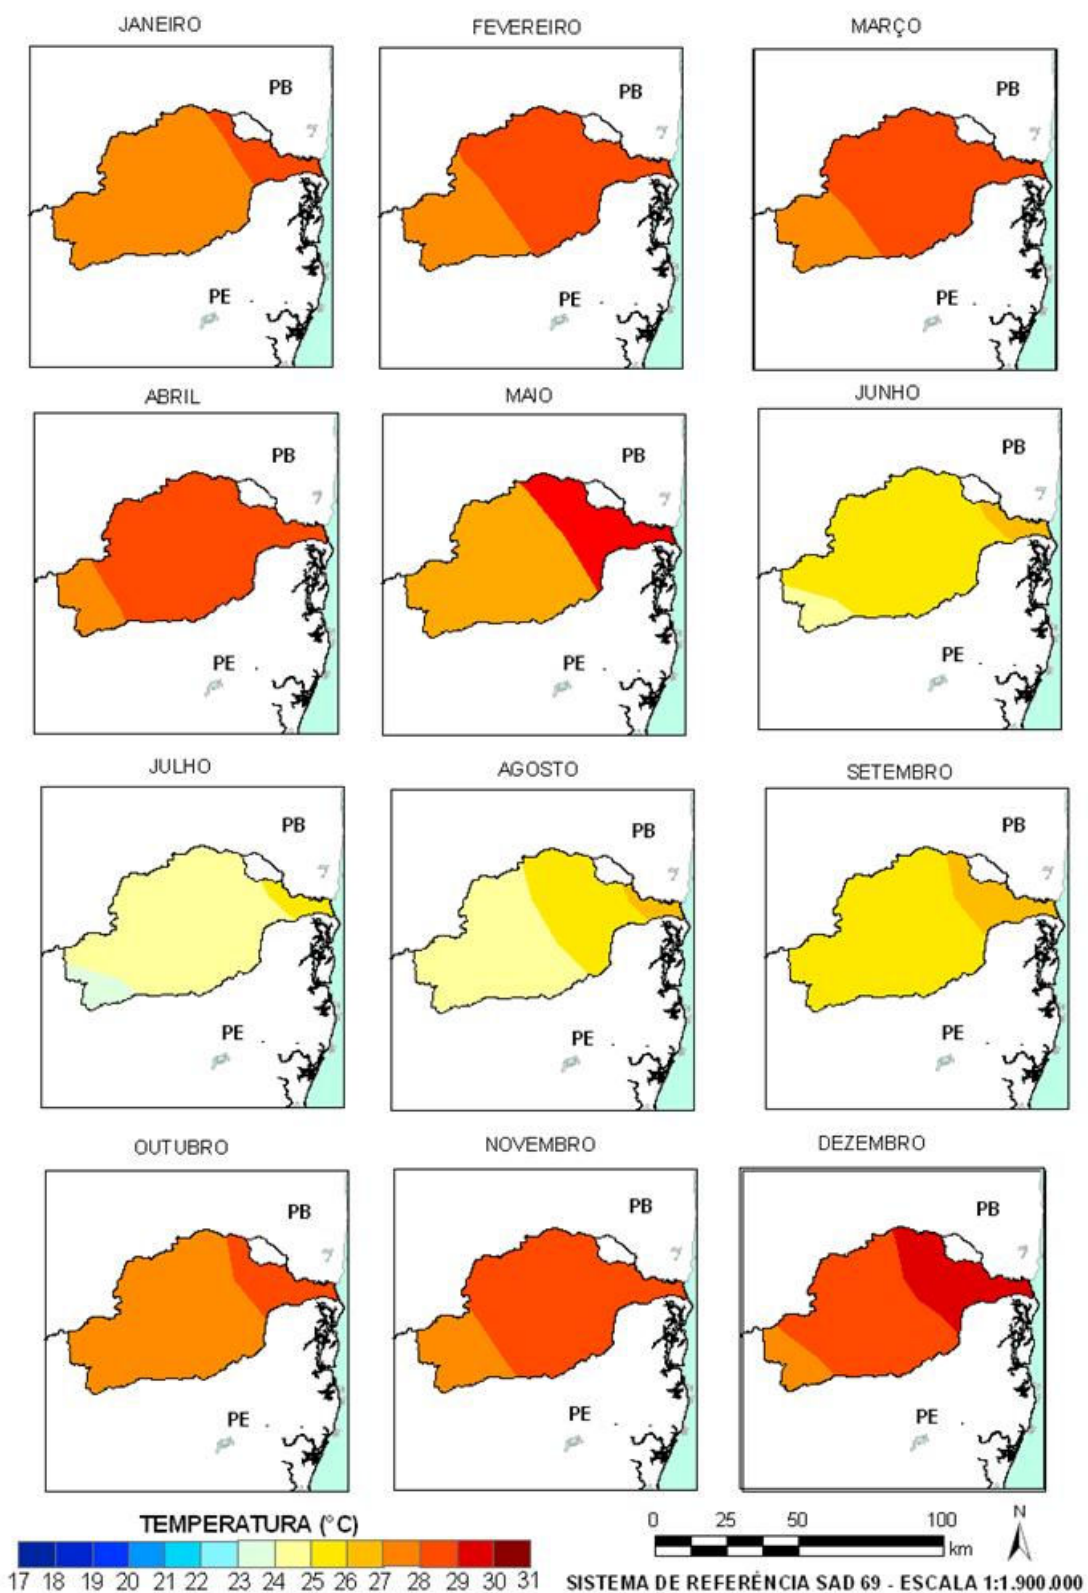 JANEIRO
FEVEREIRO
MARÇO
PB
PE
PB
PE
PB
PE
ABRIL
MAIO
JUNHO
PB
PE
PB
PE
PB
PE
JULHO
AGOSTO
SETEMBRO
PB
PE
PB
PE
PB
PE
OUTUBRO
NOVEMBRO
DEZEMBRO
PB
PE
PB
PE
PB
PE
TEMPERATURA (°C)
17 18 19 20 21 22 23 24 25 26 27 28 29 30 31
0 25 50 100
km
N
SISTEMA DE REFERÊNCIA SAD 69 - ESCALA 1:1.900.000